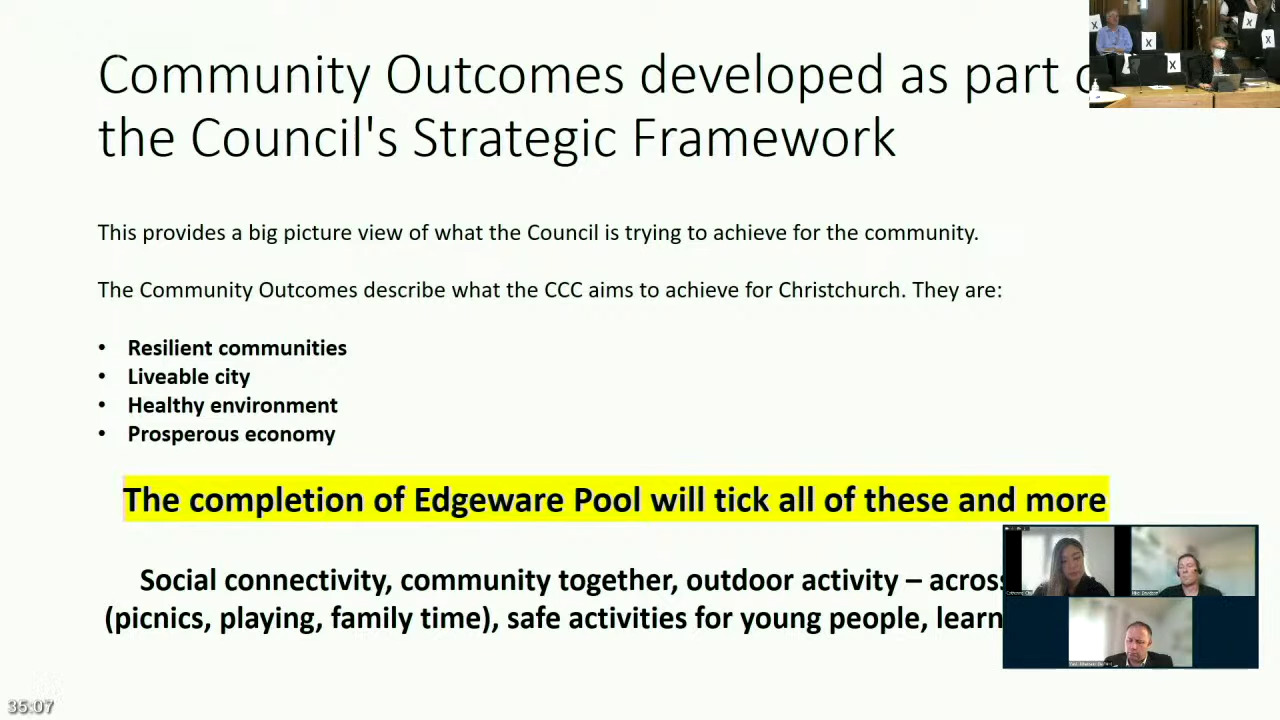 Community Outcomes developed as part
the Council's Strategic Framework
This provides a big picture view of what the Council is trying to achieve for the community.
The Community Outcomes describe what the CCC aims to achieve for Christchurch. They are:
• Resilient communities
• Liveable city
• Healthy environment
• Prosperous economy
The completion of Edgeware Pool will tick all of these and more
Social connectivity, community together, outdoor activity – across
(picnics, playing, family time), safe activities for young people, learn
X
X
X
X
X
35:07